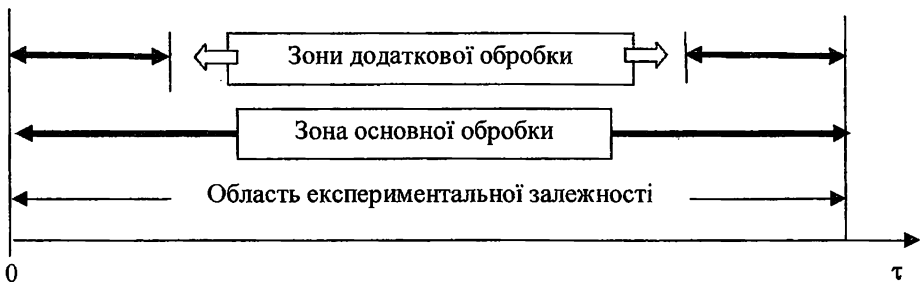 Зони додаткової обробки
Зона основної обробки
Область експериментальної залежності
0 τ